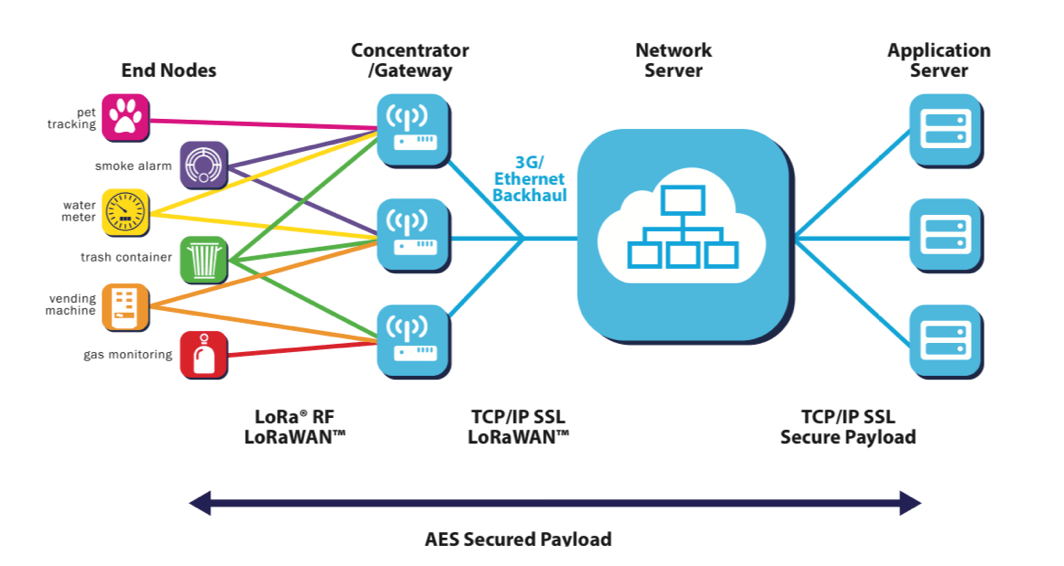 End Nodes
Concentrator
/Gateway
Network
Server
Application
Server
pet
tracking
smoke alarm
water
meter
trash container
vending
machine
gas monitoring
3G/
Ethernet
Backhaul
LoRa® RF
LoRaWAN™
TCP/IP SSL
LoRaWAN™
TCP/IP SSL
Secure Payload
AES Secured Payload